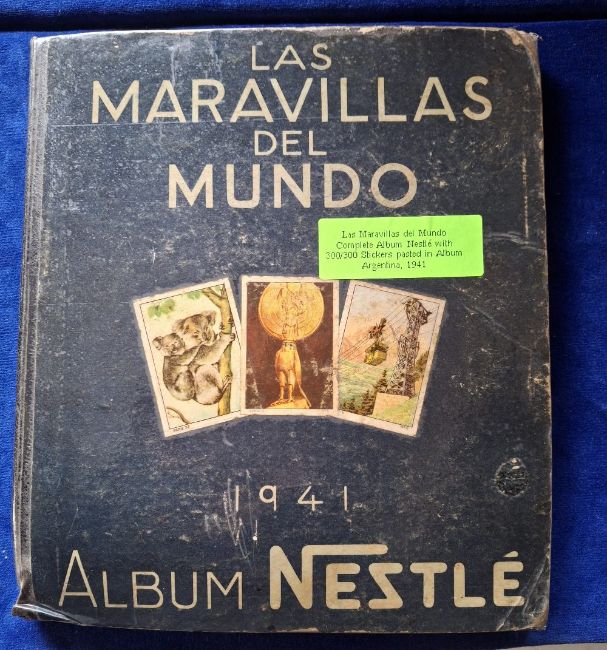 LAS
MARAVILLAS
DEL
MUNDO
Las Maravillas del Mundo
Complete Album Nestlé with
300/300 Stickers pasted in Album
Argentina, 1941
1941
ALBUM NESTLÉ